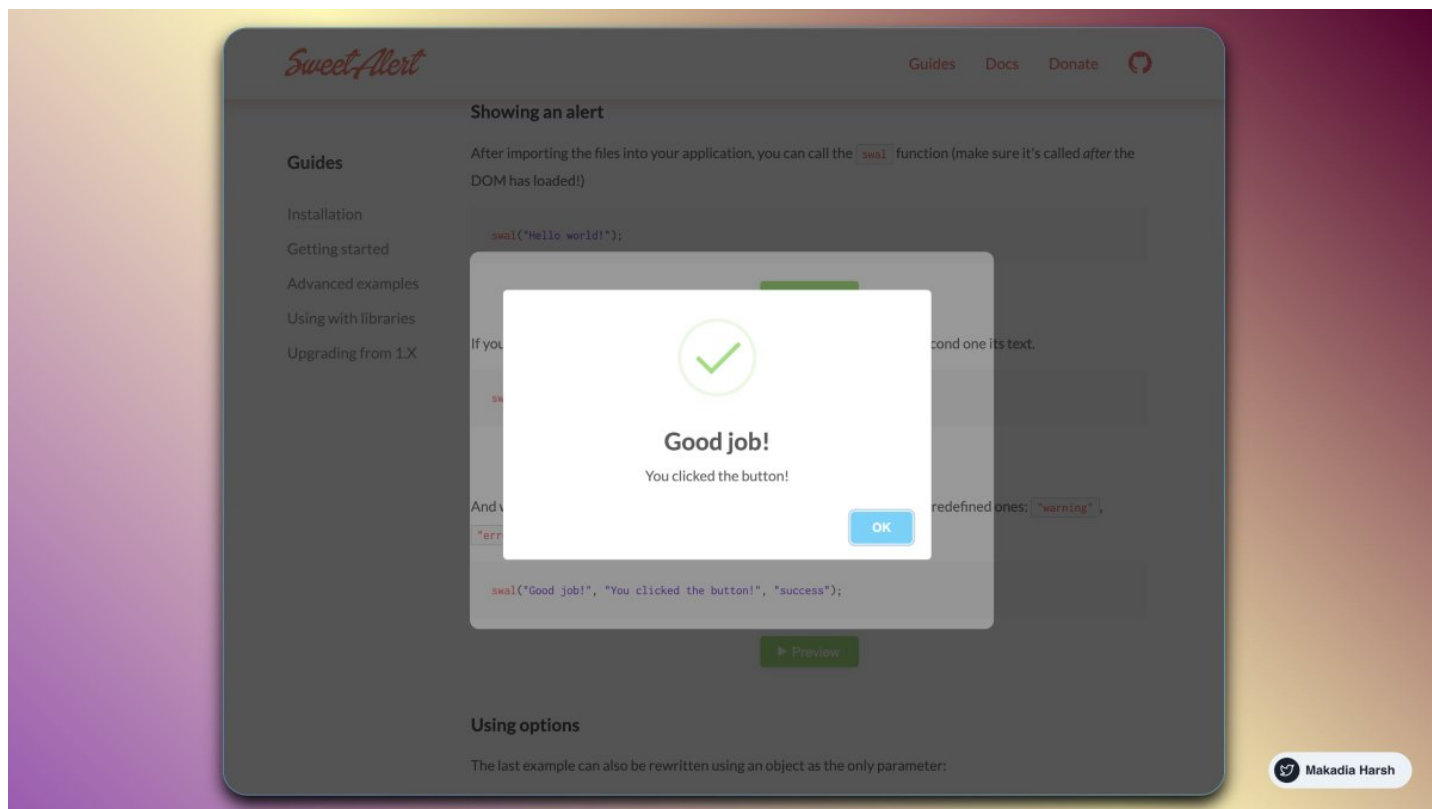 SweetAlert
Guides Docs Donate
Showing an alert
After importing the files into your application, you can call the swal function (make sure it's called after the
DOM has loaded!)
Guides
Installation
Getting started
Advanced examples
Using with libraries
Upgrading from 1.X
swal("Hello world!");
If you
cond one its text.
sw
Good job!
You clicked the button!
OK
And
redefined ones: "warning",
"err
swal("Good job!", "You clicked the button!", "success");
Preview
Using options
The last example can also be rewritten using an object as the only parameter:
Makadia Harsh